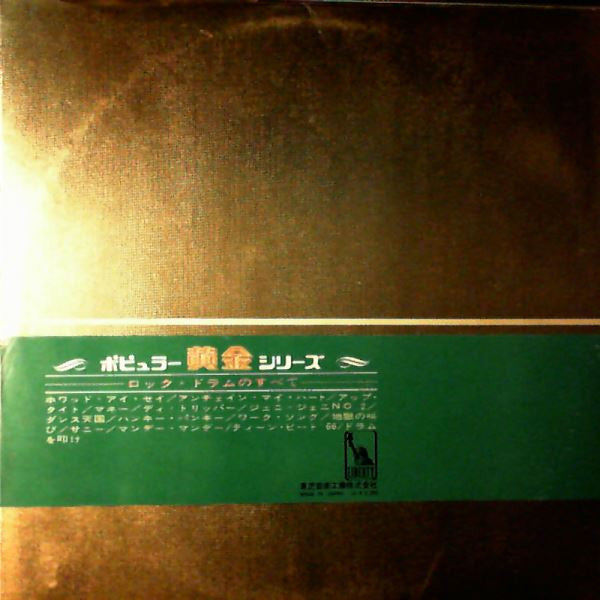 ポピュラー黄金シリーズ
ロック・ドラムのすべて
ホワッド・アイ・セイ/アンチェイン・マイ・ハート/アップ・
タイト/マネー/デイ・トリッパー/ジェニ・ジェニNO2/
ダンス天国/ハンキー・パンキー/ワーク・ソング/地獄の叫
び/サニー/マンデー・マンデー/ティーン・ビート'66/ドラム
を叩け
LIBERTY
東芝音楽工業株式会社
MADE IN JAPAN